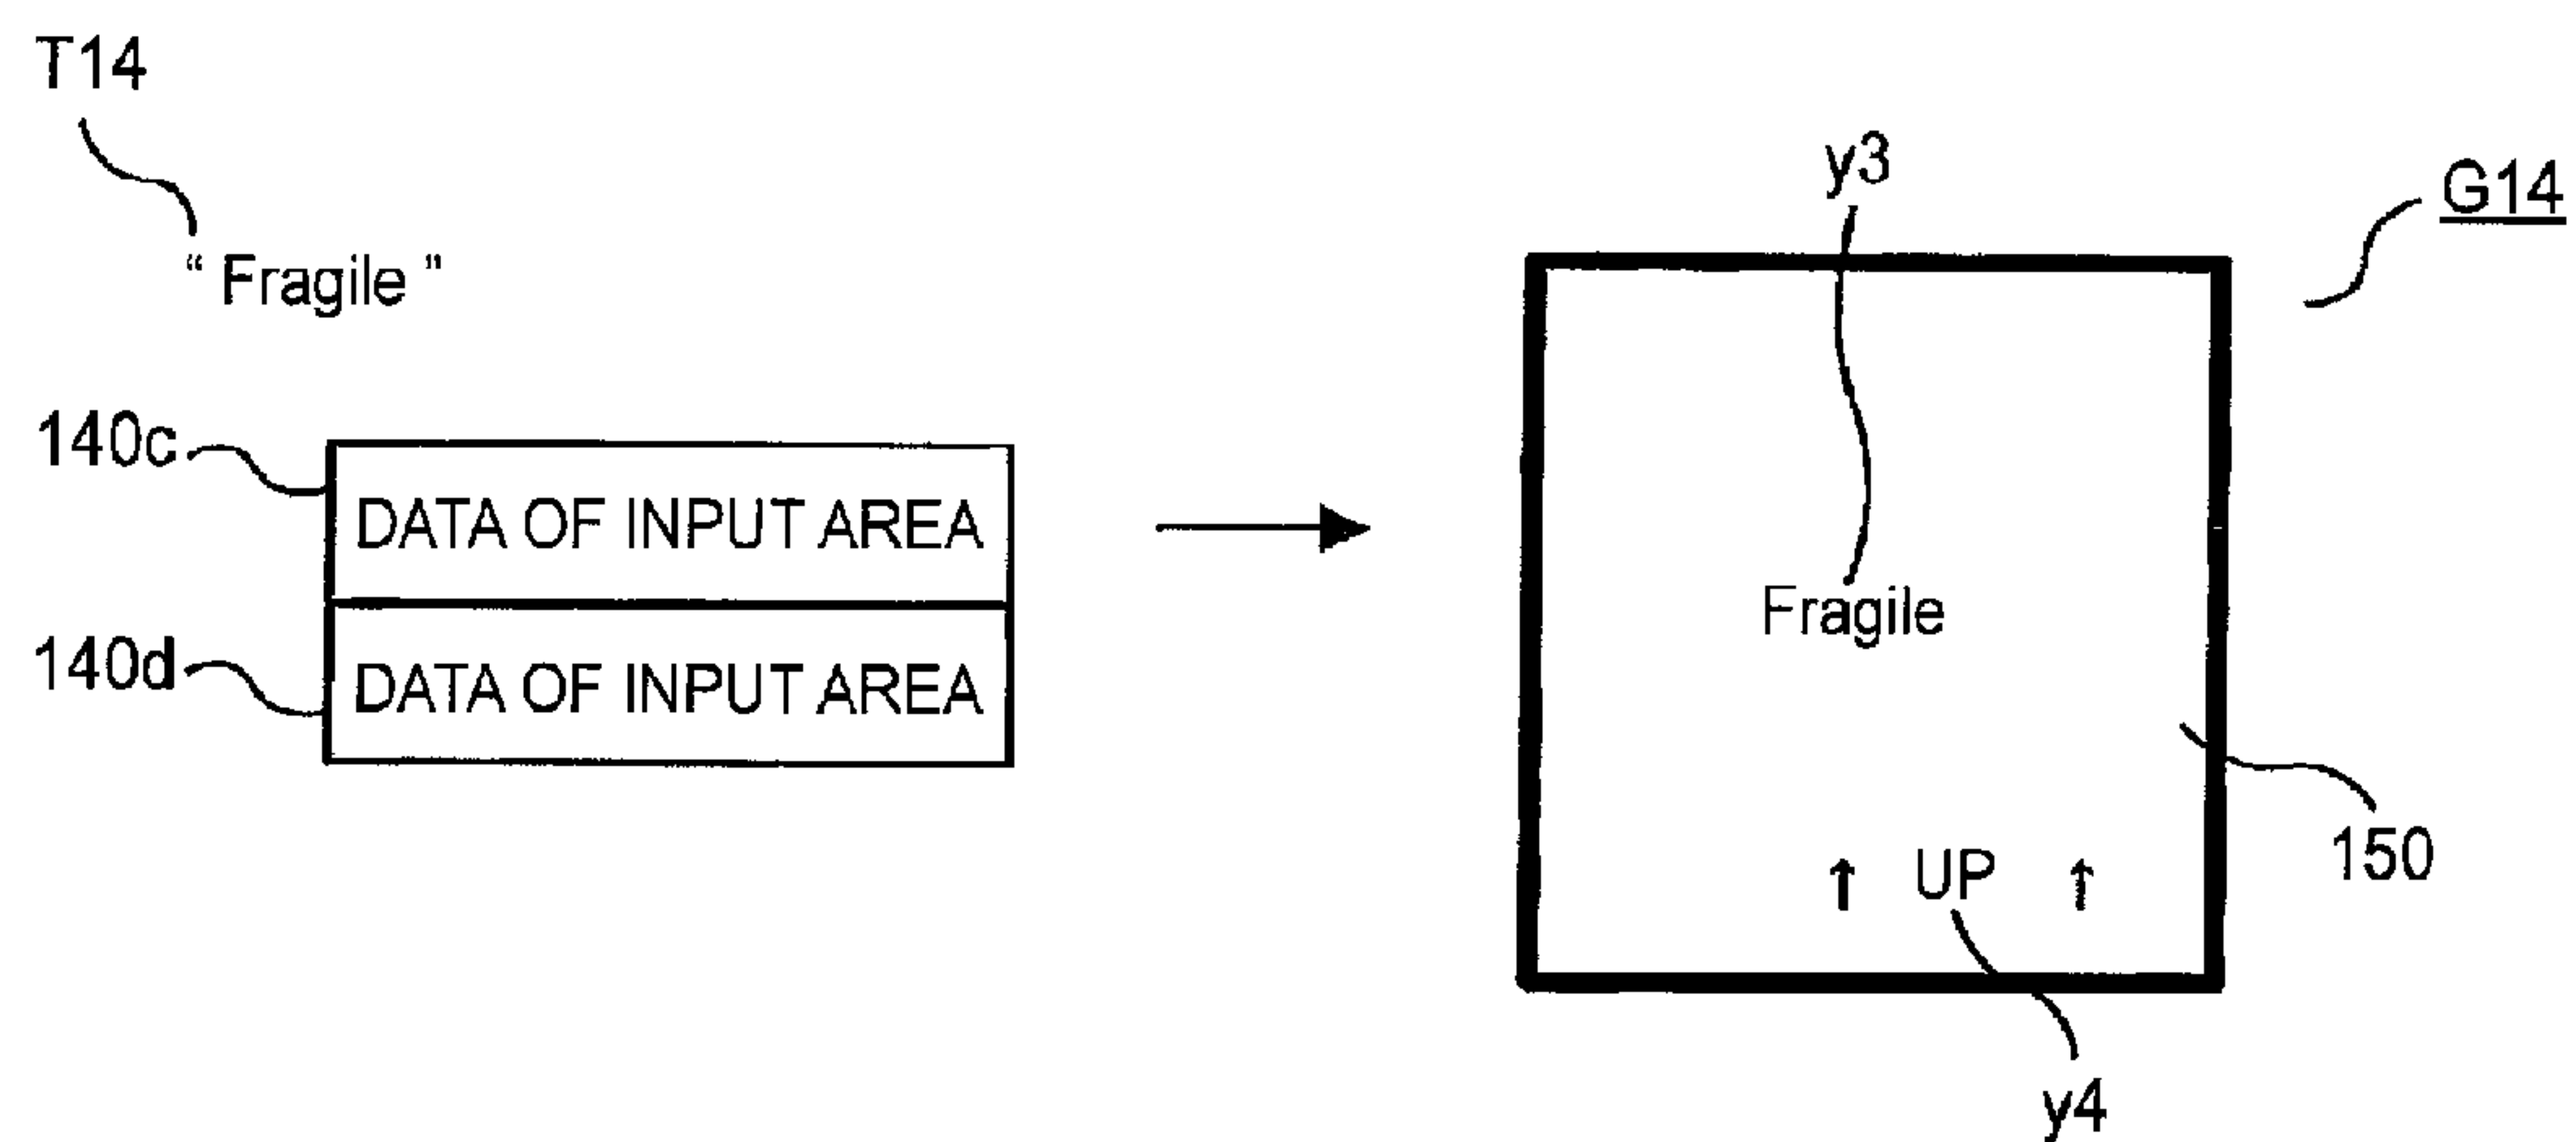 T14
“ Fragile ”
140c
DATA OF INPUT AREA
140d
DATA OF INPUT AREA
y3
G14
Fragile
150
↑ UP ↑
y4